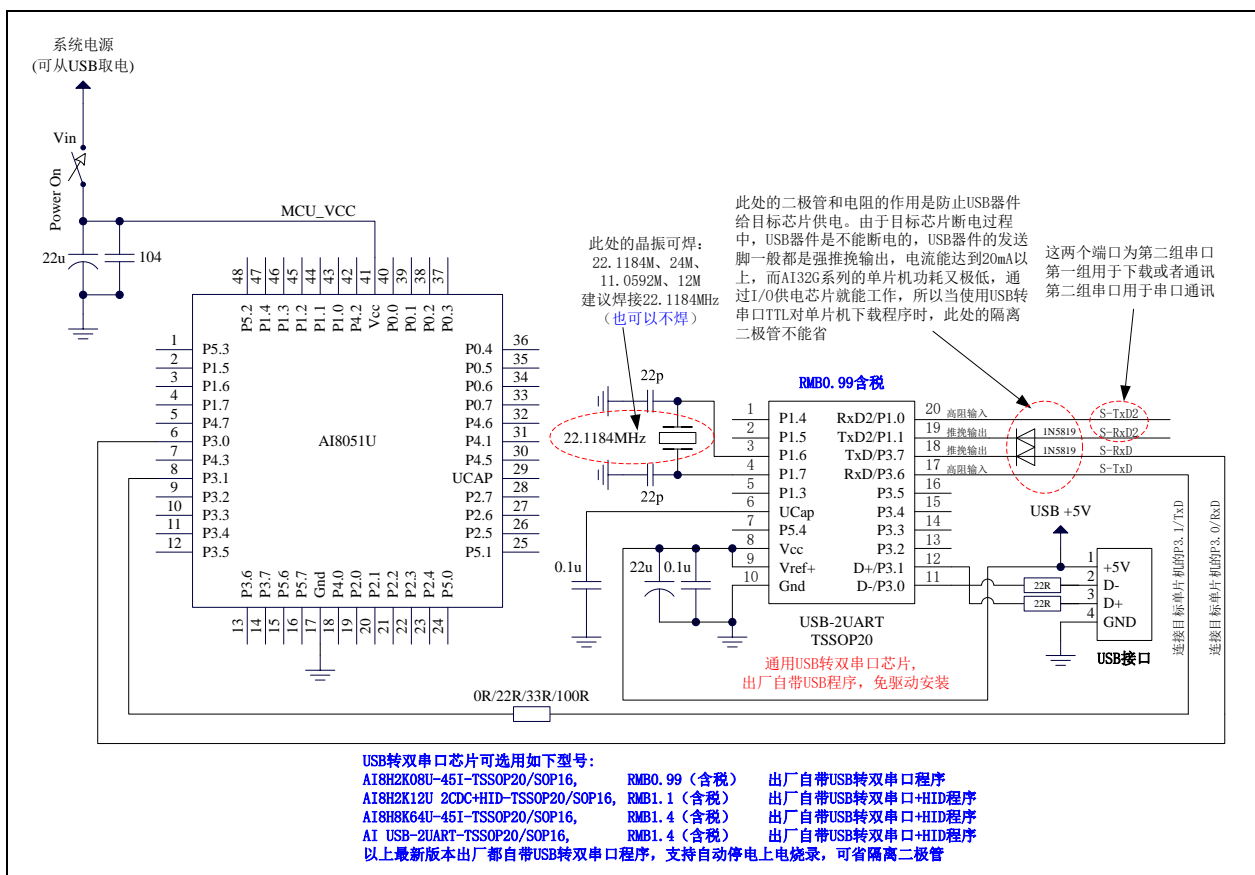 系统电源
(可从USB取电)
Vin
Power On
MCU_VCC
22u
104
48
47
46
45
44
43
42
41
40
39
38
37
P5.2
P1.4
P1.3
P1.2
P1.1
P1.0
P4.2
Vcc
P0.0
P0.1
P0.2
P0.3
1 P5.3
2 P1.5
3 P1.6
4 P1.7
5 P4.7
6 P3.0
7 P4.3
8 P3.1
9 P3.2
10 P3.3
11 P3.4
12 P3.5
AI8051U
P0.4 36
P0.5 35
P0.6 34
P0.7 33
P4.6 32
P4.1 31
P4.5 30
UCAP 29
P2.7 28
P2.6 27
P2.5 26
P5.1 25
P3.6
P3.7
P5.6
P5.7
Gnd
P4.0
P2.0
P2.1
P2.2
P2.3
P2.4
P5.0
13
14
15
16
17
18
19
20
21
22
23
24
0R/22R/33R/100R
此处的晶振可焊:
22.1184M、24M、
11.0592M、12M
建议焊接22.1184MHz
(也可以不焊)
22p
22.1184MHz
22p
0.1u
22u
0.1u
此处的二极管和电阻的作用是防止USB器件
给目标芯片供电。由于目标芯片断电过程
中，USB器件是不能断电的，USB器件的发送
脚一般都是强推挽输出，电流能达到20mA以
上，而AI32G系列的单片机功耗又极低，通
过I/O供电芯片就能工作，所以当使用USB转
串口TTL对单片机下载程序时，此处的隔离
二极管不能省
这两个端口为第二组串口
第一组用于下载或者通讯
第二组串口用于串口通讯
RMB0.99含税
1 P1.4
2 P1.5
3 P1.6
4 P1.7
5 P1.3
6 UCap
7 P5.4
8 Vcc
9 Vref+
10 Gnd
RxD2/P1.0 20 高阻输入 S-TxD2
TxD2/P1.1 19 推挽输出 1N5819 S-RxD2
TxD/P3.7 18 推挽输出 1N5819 S-RxD
RxD/P3.6 17 高阻输入 S-TxD
P3.5 16
P3.4 15
P3.3 14
P3.2 13
D+/P3.1 12
D-/P3.0 11
USB-2UART
TSSOP20
通用USB转双串口芯片,
出厂自带USB程序，免驱动安装
USB +5V
22R
22R
1 +5V
2 D-
3 D+
4 GND
USB接口
连接目标单片机的P3.1/TxD
连接目标单片机的P3.0/RxD
USB转双串口芯片可选用如下型号:
AI8H2K08U-45I-TSSOP20/SOP16, RMB0.99（含税） 出厂自带USB转双串口程序
AI8H2K12U 2CDC+HID-TSSOP20/SOP16, RMB1.1（含税） 出厂自带USB转双串口+HID程序
AI8H8K64U-45I-TSSOP20/SOP16, RMB1.4（含税） 出厂自带USB转双串口+HID程序
AI USB-2UART-TSSOP20/SOP16, RMB1.4（含税） 出厂自带USB转双串口+HID程序
以上最新版本出厂都自带USB转双串口程序，支持自动停电上电烧录，可省隔离二极管